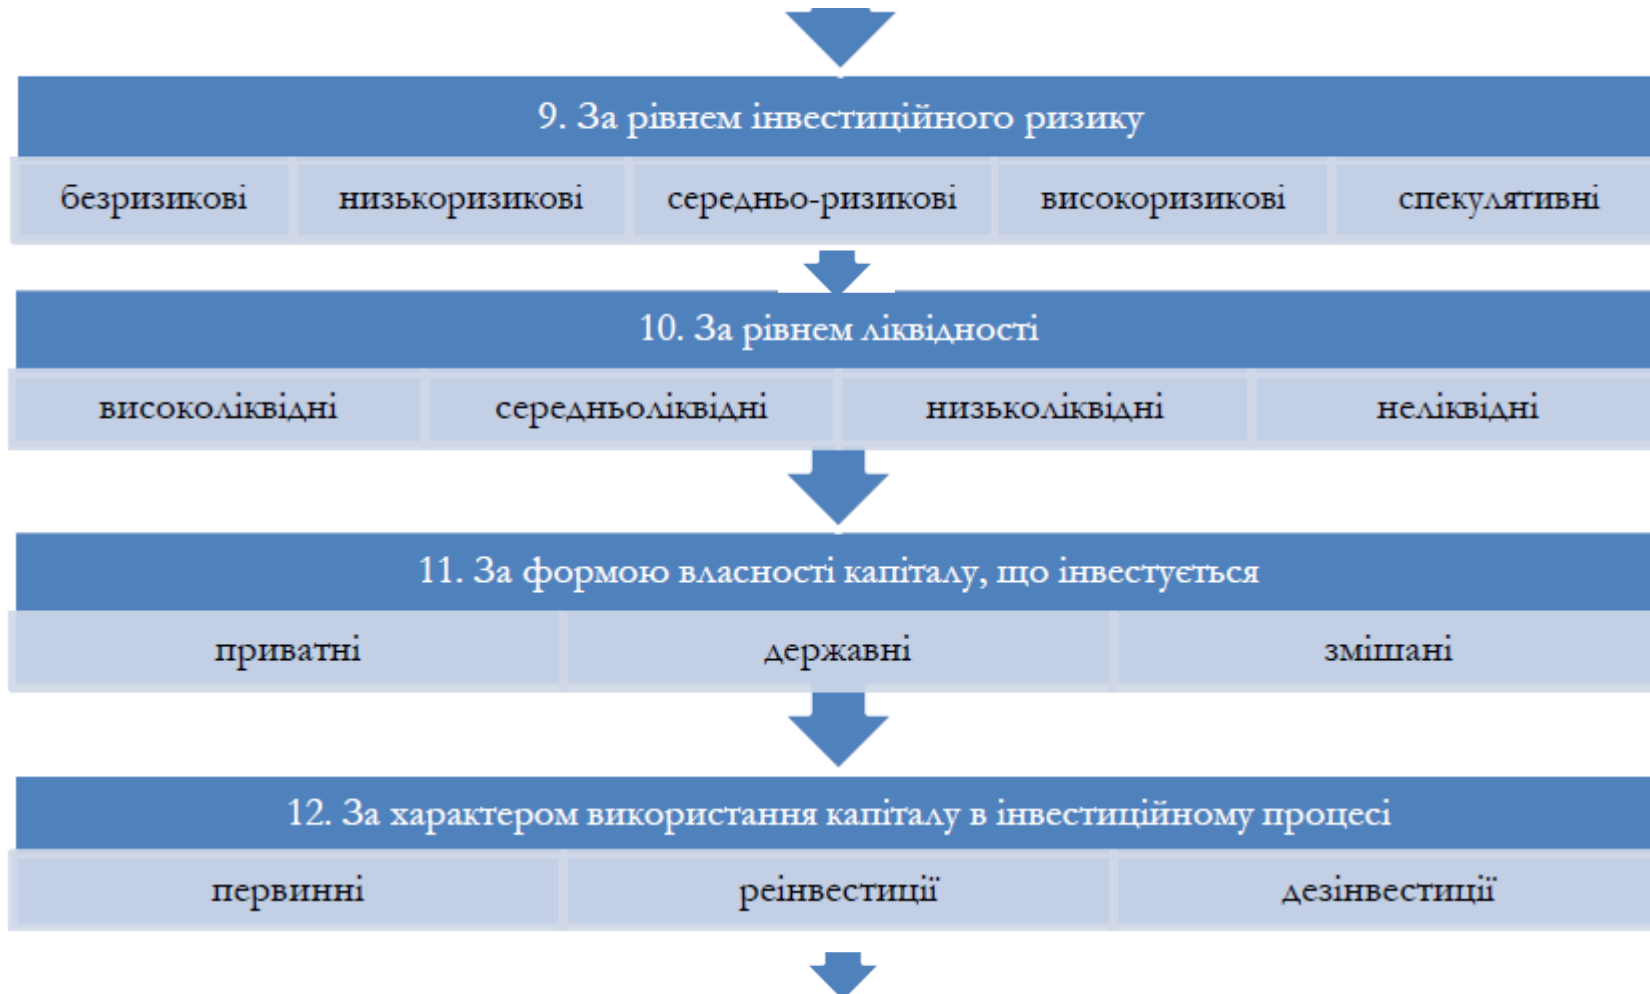 9. За рівнем інвестиційного ризику
безризикові низькоризикові середньо-ризикові високоризикові спекулятивні
10. За рівнем ліквідності
високоліквідні середньоліквідні низьколіквідні неліквідні
11. За формою власності капіталу, що інвестується
приватні державні змішані
12. За характером використання капіталу в інвестиційному процесі
первинні реінвестиції дезінвестиції